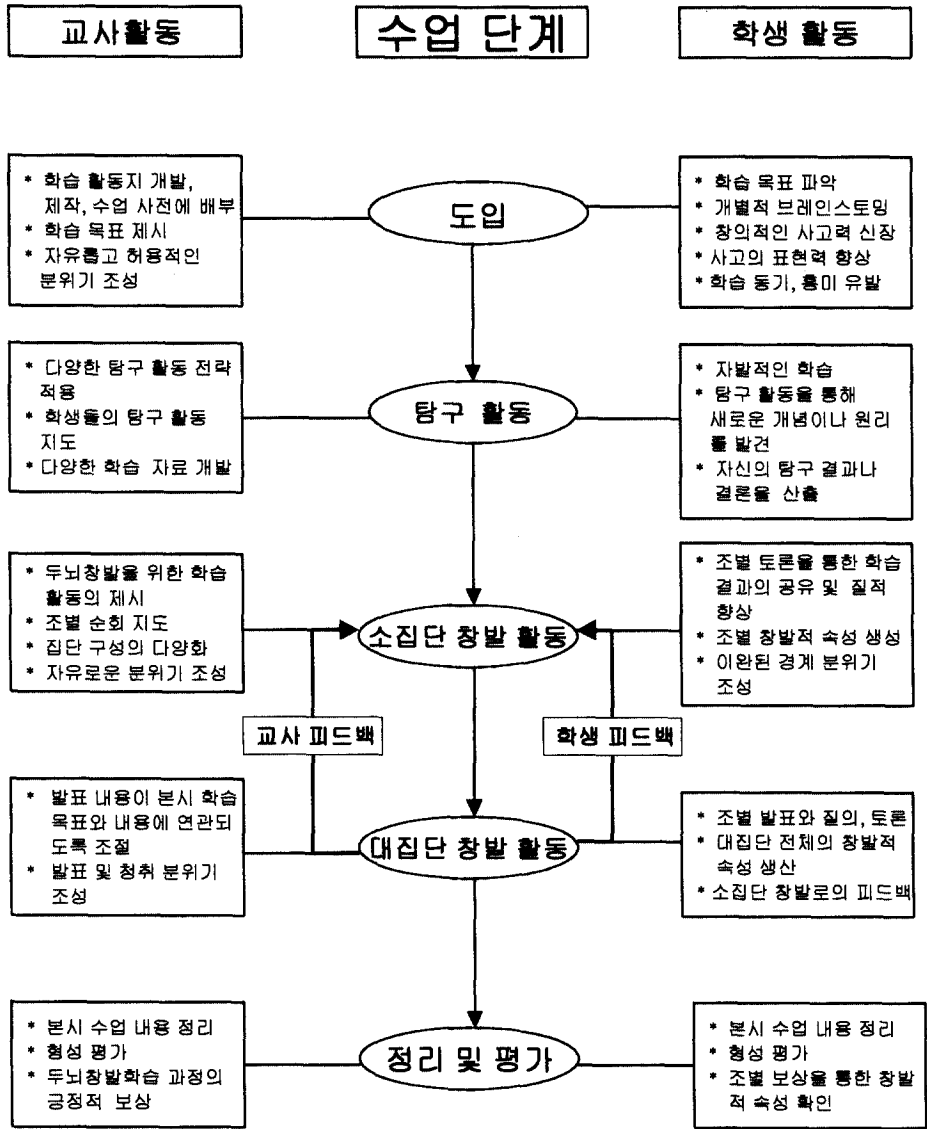 교사활동
수업 단계
학생 활동
* 학습 활동지 개발,
제작, 수업 사전에 배부
* 학습 목표 제시
* 자유롭고 허용적인
분위기 조성
도입
* 학습 목표 파악
* 개별적 브레인스토밍
* 창의적인 사고력 신장
* 사고의 표현력 향상
* 학습 동기, 흥미 유발
* 다양한 탐구 활동 전략
적용
* 학생들의 탐구 활동
지도
* 다양한 학습 자료 개발
탐구 활동
* 자발적인 학습
* 탐구 활동을 통해
새로운 개념이나 원리
를 발견
* 자신의 탐구 결과나
결론을 산출
* 두뇌창발을 위한 학습
활동의 제시
* 조별 순회 지도
* 집단 구성의 다양화
* 자유로운 분위기 조성
소집단 창발 활동
* 조별 토론을 통한 학습
결과의 공유 및 질적
향상
* 조별 창발적 속성 생성
* 이완된 경계 분위기
조성
교사 피드백
학생 피드백
* 발표 내용이 본시 학습
목표와 내용에 연관되
도록 조절
* 발표 및 청취 분위기
조성
대집단 창발 활동
* 조별 발표와 질의, 토론
* 대집단 전체의 창발적
속성 생산
* 소집단 창발로의 피드백
* 본시 수업 내용 정리
* 형성 평가
* 두뇌창발학습 과정의
긍정적 보상
정리 및 평가
* 본시 수업 내용 정리
* 형성 평가
* 조별 보상을 통한 창발
적 속성 확인